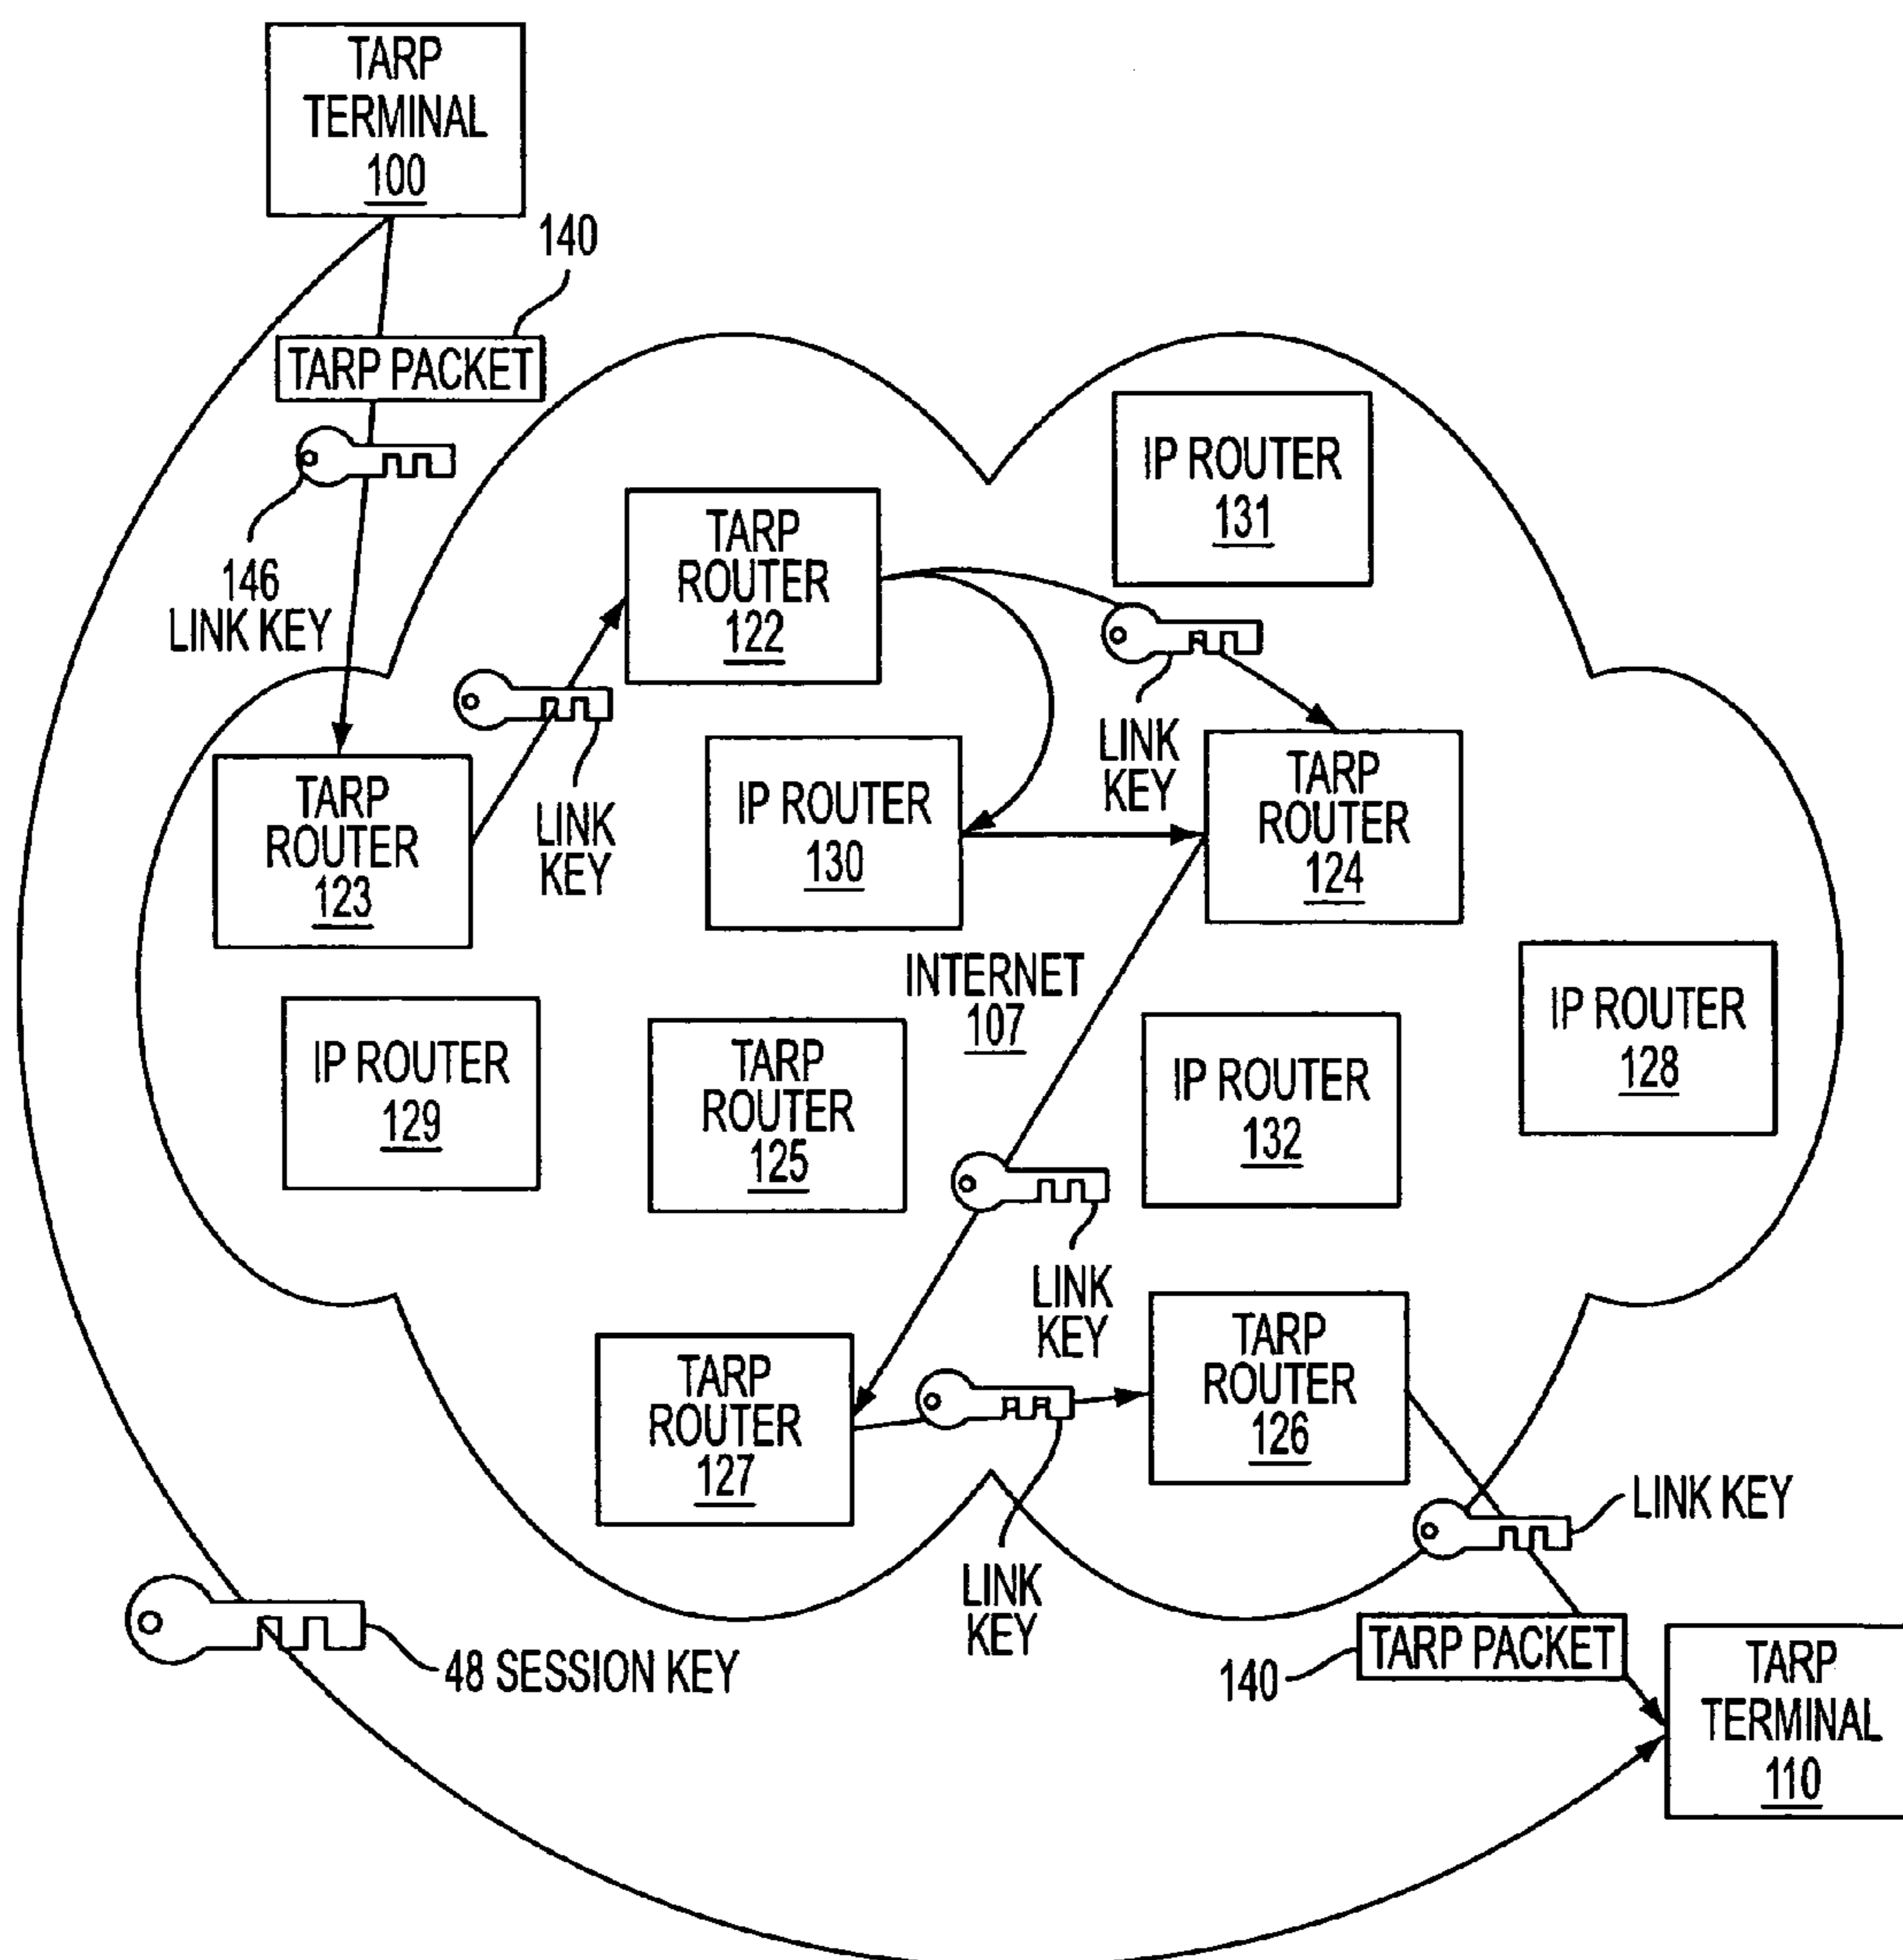 TARP
TERMINAL
100
140
TARP PACKET
146
LINK KEY
IP ROUTER
131
TARP
ROUTER
122
LINK
KEY
LINK
KEY
TARP
ROUTER
123
IP ROUTER
130
TARP
ROUTER
124
INTERNET
107
IP ROUTER
128
IP ROUTER
129
TARP
ROUTER
125
IP ROUTER
132
LINK
KEY
TARP
ROUTER
127
TARP
ROUTER
126
LINK KEY
LINK
KEY
48 SESSION KEY
140
TARP PACKET
TARP
TERMINAL
110